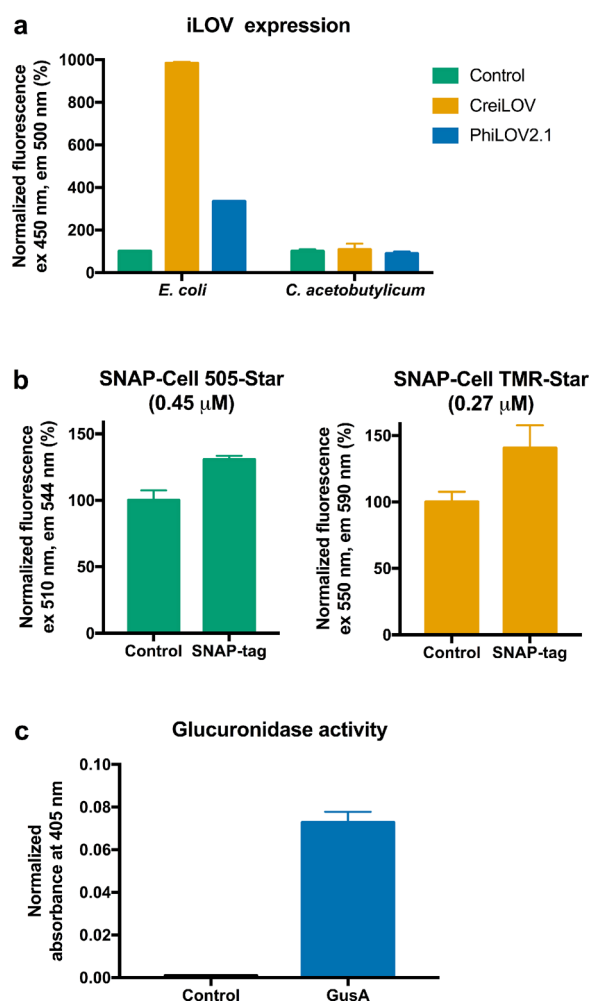 a
iLOV expression
Normalized fluorescence
ex 450 nm, em 500 nm (%)
1000
800
600
400
200
0
E. coli
C. acetobutylicum
Control
CreiLOV
PhiLOV2.1
b
SNAP-Cell 505-Star
(0.45 μM)
Normalized fluorescence
ex 510 nm, em 544 nm (%)
150
100
50
0
Control
SNAP-tag
SNAP-Cell TMR-Star
(0.27 μM)
Normalized fluorescence
ex 550 nm, em 590 nm (%)
150
100
50
0
Control
SNAP-tag
c
Glucuronidase activity
Normalized
absorbance at 405 nm
0.10
0.08
0.06
0.04
0.02
0.00
Control
GusA